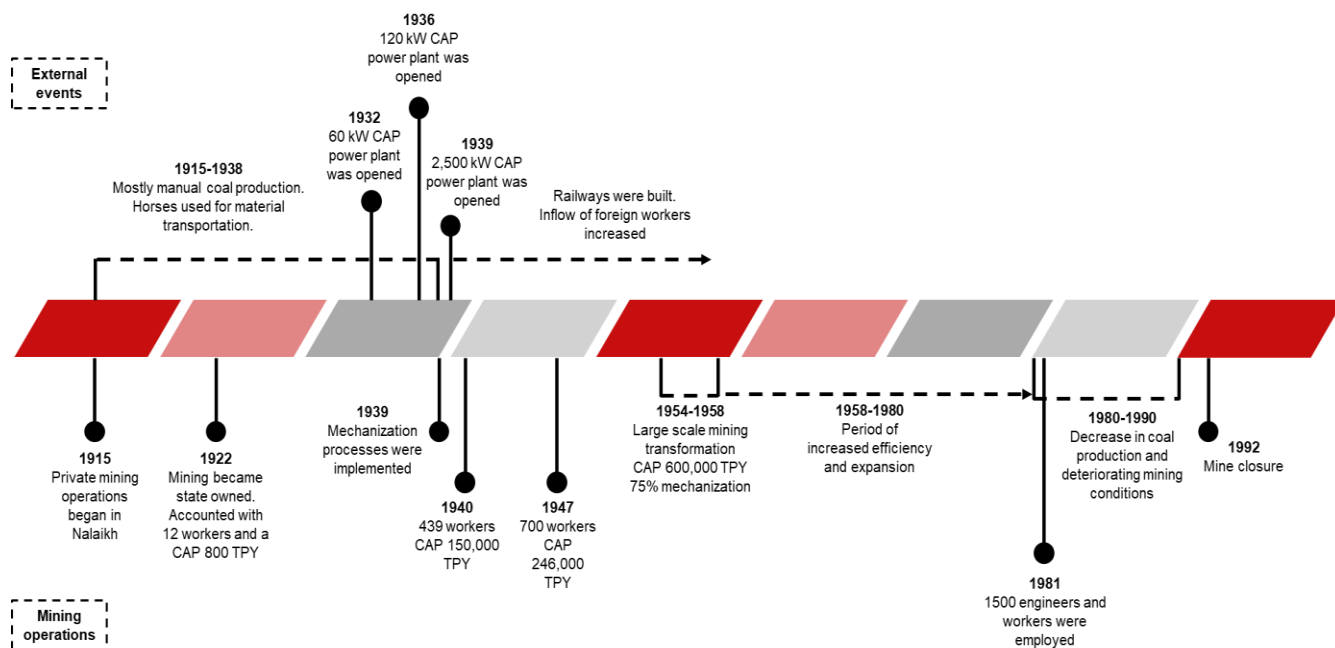 External
events
1936
120 kW CAP
power plant was
opened
1932
60 kW CAP
power plant
was opened
1939
2,500 kW CAP
power plant was
opened
1915-1938
Mostly manual coal production.
Horses used for material
transportation.
Railways were built.
Inflow of foreign workers
increased
1915
Private mining
operations
began in
Nalaikh
1922
Mining became
state owned.
Accounted with
12 workers and a
CAP 800 TPY
1939
Mechanization
processes were
implemented
1940
439 workers
CAP 150,000
TPY
1947
700 workers
CAP
246,000
TPY
1954-1958
Large scale mining
transformation
CAP 600,000 TPY
75% mechanization
1958-1980
Period of
increased efficiency
and expansion
1980-1990
Decrease in coal
production and
deteriorating mining
conditions
1981
1500 engineers and
workers were
employed
1992
Mine closure
Mining
operations